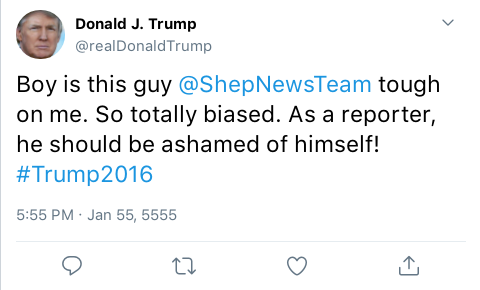 Donald J. Trump
@realDonaldTrump
Boy is this guy @ShepNewsTeam tough
on me. So totally biased. As a reporter,
he should be ashamed of himself!
#Trump2016
5:55 PM · Jan 55, 5555